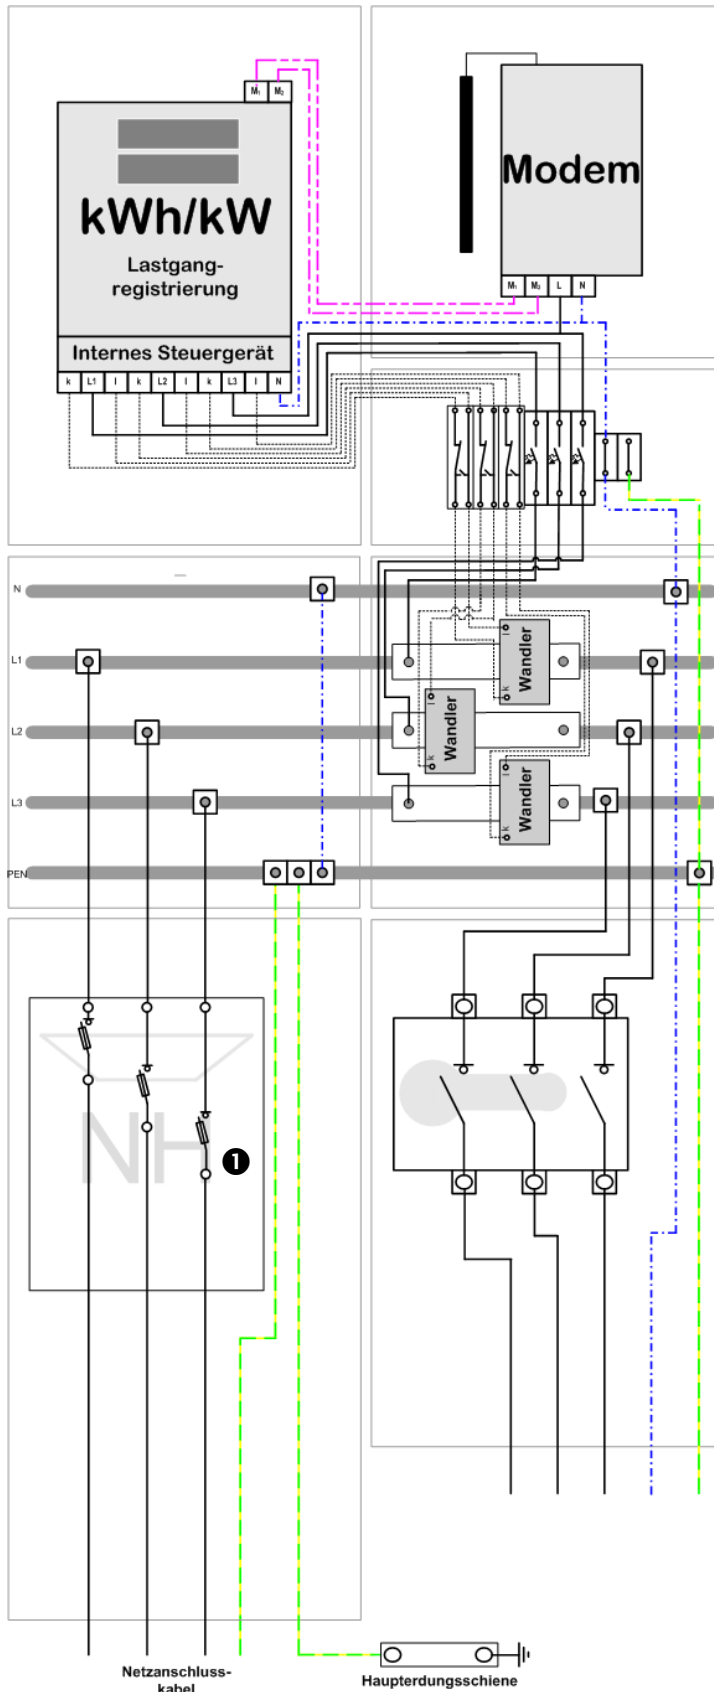 M₁ M₂
kWh/kW
Lastgang-
registrierung
Internes Steuergerät
k L1 l k L2 l k L3 l N
Modem
M₁ M₂ L N
N
L1
L2
L3
PEN
l
k
Wandler
l
k
Wandler
l
k
Wandler
NH
1
Netzanschluss-
kabel
Haupterdungsschiene